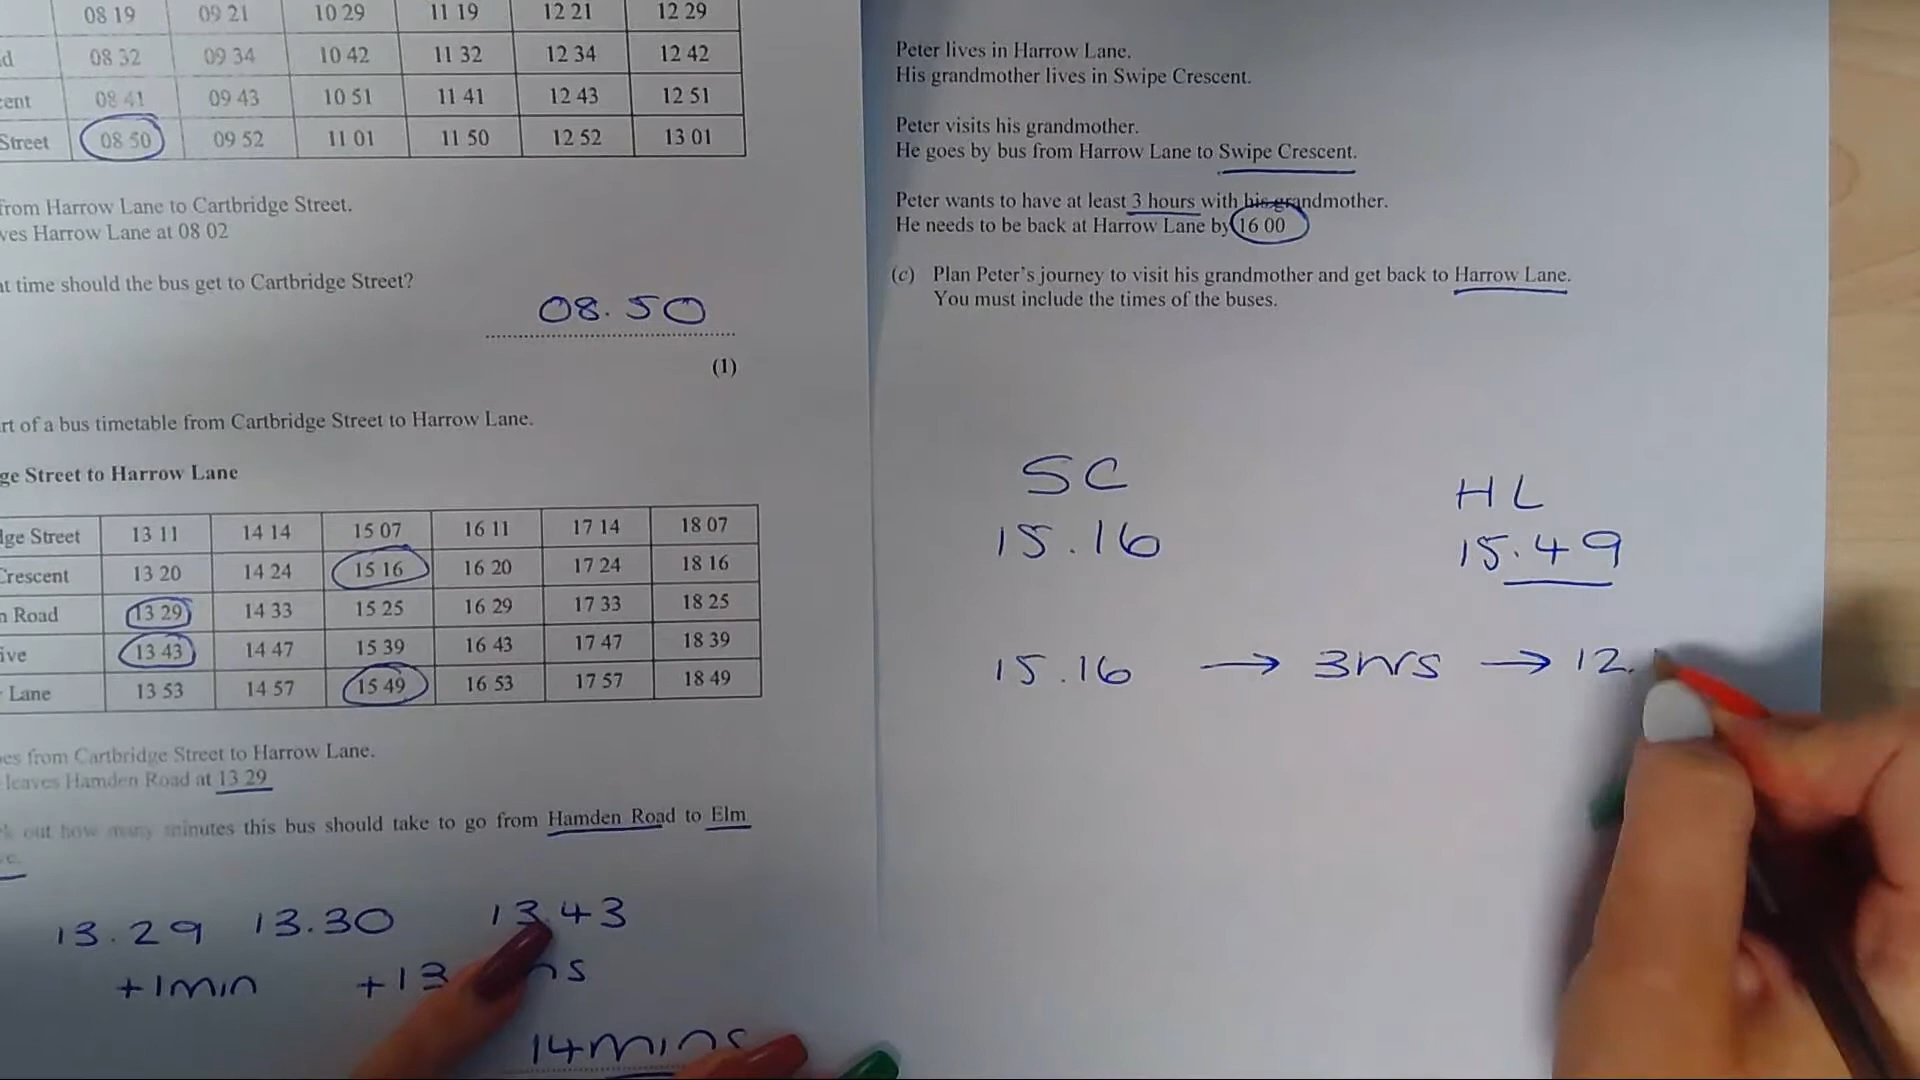 08 19 09 21 10 29 11 19 12 21 12 29
d 08 32 09 34 10 42 11 32 12 34 12 42
cent 08 41 09 43 10 51 11 41 12 43 12 51
Street 08 50 09 52 11 01 11 50 12 52 13 01
from Harrow Lane to Cartbridge Street.
ves Harrow Lane at 08 02
at time should the bus get to Cartbridge Street?
08.50
(1)
rt of a bus timetable from Cartbridge Street to Harrow Lane.
ge Street to Harrow Lane
dge Street 13 11 14 14 15 07 16 11 17 14 18 07
Crescent 13 20 14 24 15 16 16 20 17 24 18 16
n Road 13 29 14 33 15 25 16 29 17 33 18 25
ive 13 43 14 47 15 39 16 43 17 47 18 39
Lane 13 53 14 57 15 49 16 53 17 57 18 49
es from Cartbridge Street to Harrow Lane.
leaves Hamden Road at 13 29
k out how many minutes this bus should take to go from Hamden Road to Elm
13.29 13.30 13.43
+1min +13 ns
14mins
Peter lives in Harrow Lane.
His grandmother lives in Swipe Crescent.
Peter visits his grandmother.
He goes by bus from Harrow Lane to Swipe Crescent.
Peter wants to have at least 3 hours with his grandmother.
He needs to be back at Harrow Lane by 16 00
(c) Plan Peter's journey to visit his grandmother and get back to Harrow Lane.
You must include the times of the buses.
SC HL
15.16 15.49
15.16 → 3hrs → 12.